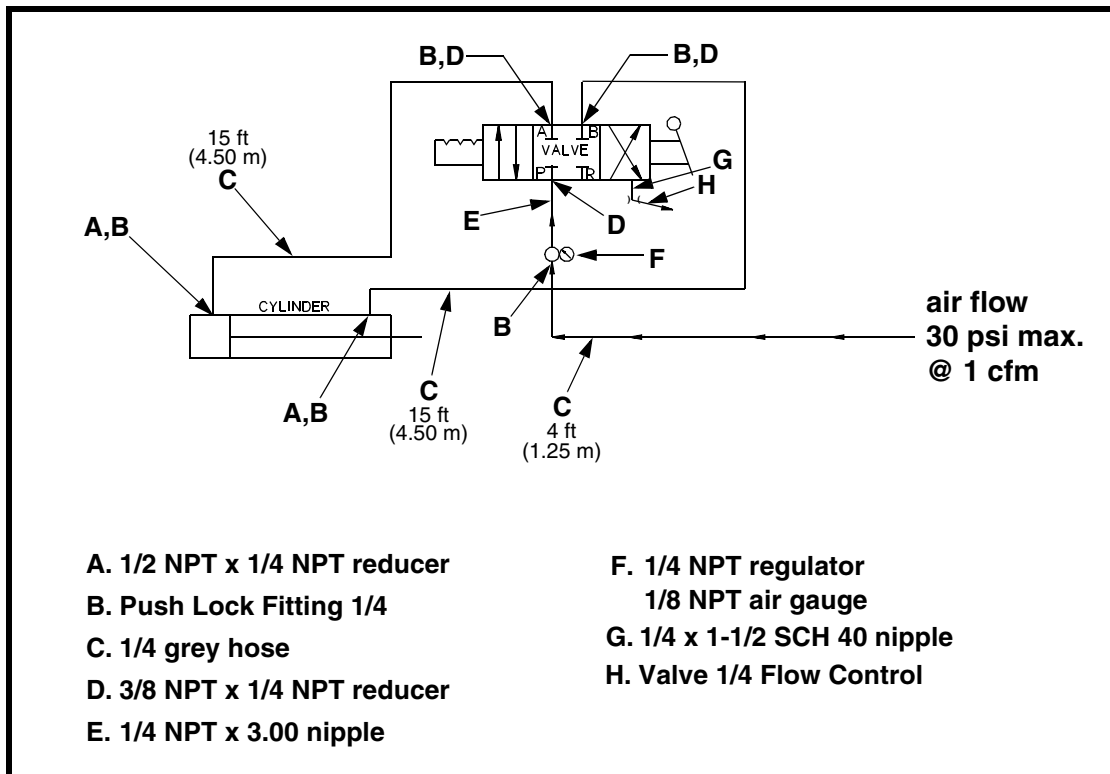 B,D
B,D
15 ft
(4.50 m)
C
A
B
VALVE
P
R
G
H
E
D
A,B
F
CYLINDER
B
air flow
30 psi max.
@ 1 cfm
A,B
C
15 ft
(4.50 m)
C
4 ft
(1.25 m)
A. 1/2 NPT x 1/4 NPT reducer
B. Push Lock Fitting 1/4
C. 1/4 grey hose
D. 3/8 NPT x 1/4 NPT reducer
E. 1/4 NPT x 3.00 nipple
F. 1/4 NPT regulator
1/8 NPT air gauge
G. 1/4 x 1-1/2 SCH 40 nipple
H. Valve 1/4 Flow Control